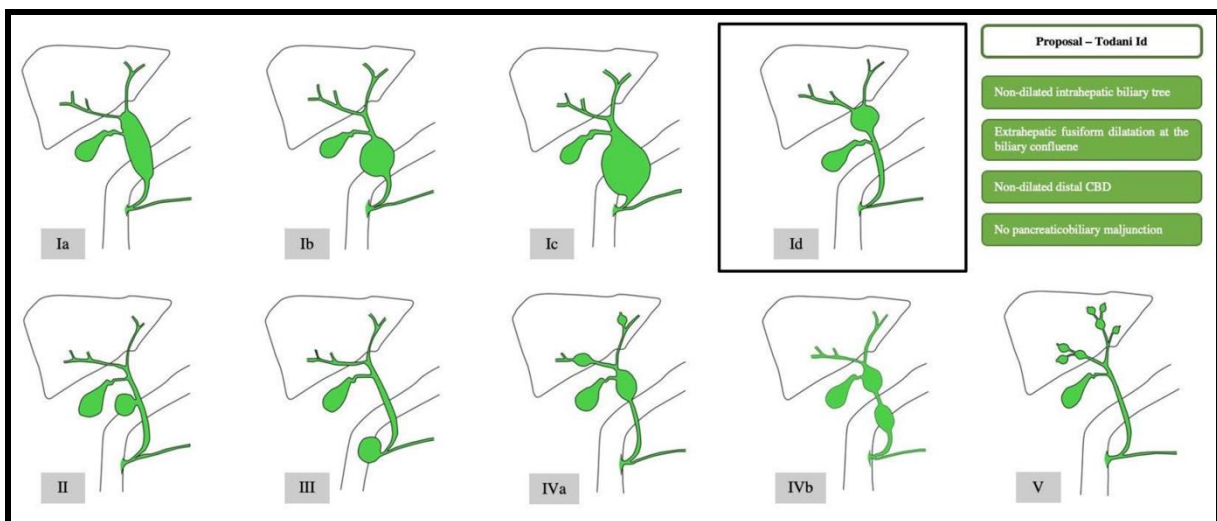 Proposal – Todani Id
Non-dilated intrahepatic biliary tree
Extrahepatic fusiform dilatation at the
biliary confluene
Non-dilated distal CBD
No pancreaticobiliary maljunction
Ia
Ib
Ic
Id
II
III
IVa
IVb
V